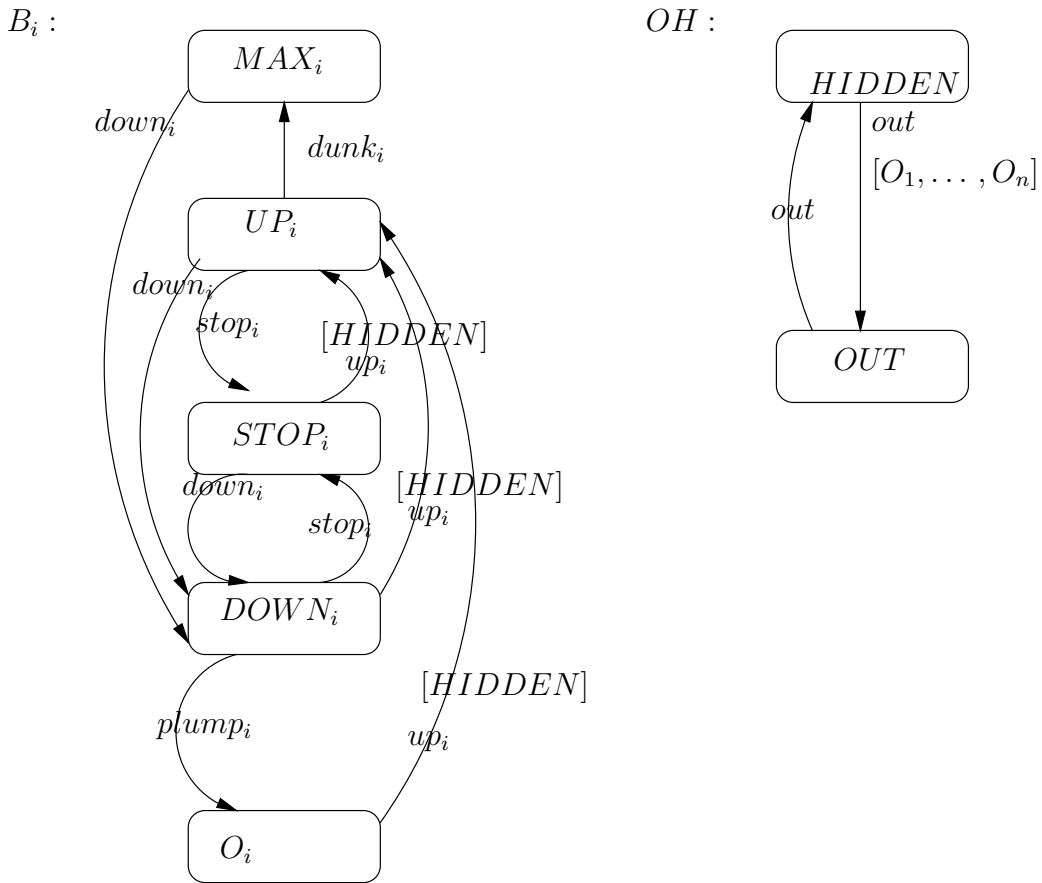 B_i :
MAX_i
down_i
dunk_i
UP_i
down_i
stop_i
[HIDDEN]
up_i
STOP_i
down_i
[HIDDEN]
stop_i
up_i
DOWN_i
[HIDDEN]
plump_i
up_i
O_i
OH :
HIDDEN
out
[O_1, . . . , O_n]
out
OUT